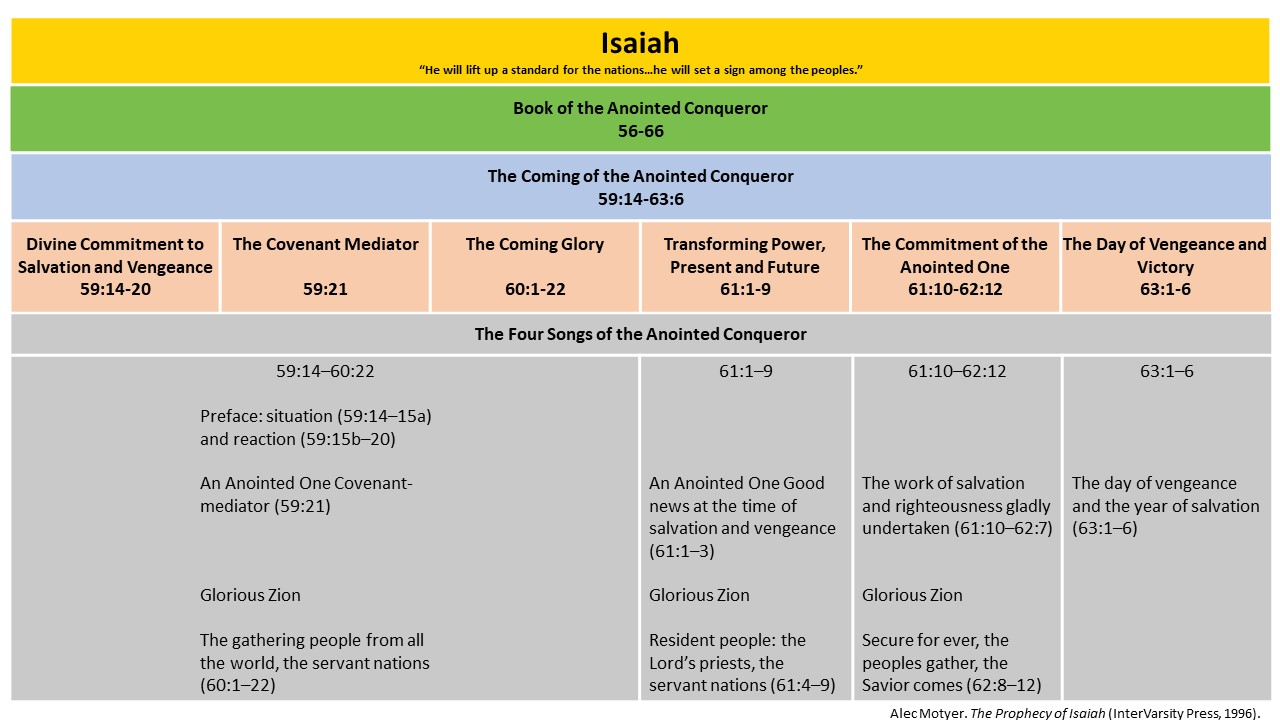 Isaiah
“He will lift up a standard for the nations…he will set a sign among the peoples.”
Book of the Anointed Conqueror
56-66
The Coming of the Anointed Conqueror
59:14-63:6
Divine Commitment to
Salvation and Vengeance
59:14-20
The Covenant Mediator
59:21
The Coming Glory
60:1-22
Transforming Power,
Present and Future
61:1-9
The Commitment of the
Anointed One
61:10-62:12
The Day of Vengeance and
Victory
63:1-6
The Four Songs of the Anointed Conqueror
59:14–60:22
Preface: situation (59:14–15a)
and reaction (59:15b–20)
An Anointed One Covenant-
mediator (59:21)
Glorious Zion
The gathering people from all
the world, the servant nations
(60:1–22)
61:1–9
An Anointed One Good
news at the time of
salvation and vengeance
(61:1–3)
Glorious Zion
Resident people: the
Lord’s priests, the
servant nations (61:4–9)
61:10–62:12
The work of salvation
and righteousness gladly
undertaken (61:10–62:7)
Glorious Zion
Secure for ever, the
peoples gather, the
Savior comes (62:8–12)
63:1–6
The day of vengeance
and the year of salvation
(63:1–6)
Alec Motyer. The Prophecy of Isaiah (InterVarsity Press, 1996).